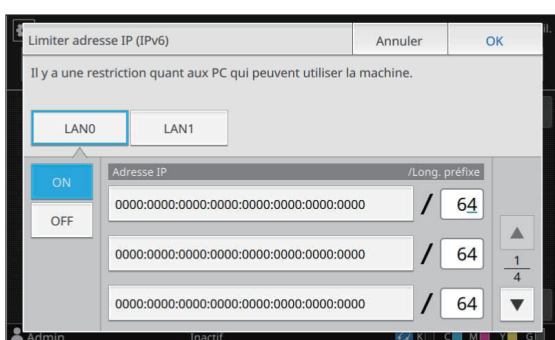 Limiter adresse IP (IPv6) Annuler OK
Il y a une restriction quant aux PC qui peuvent utiliser la machine.
LAN0 LAN1
Adresse IP /Long. préfixe
ON
0000:0000:0000:0000:0000:0000:0000:0000 / 64
OFF
0000:0000:0000:0000:0000:0000:0000:0000 / 64
1
4
0000:0000:0000:0000:0000:0000:0000:0000 / 64
Admin Inactif K C M Y G